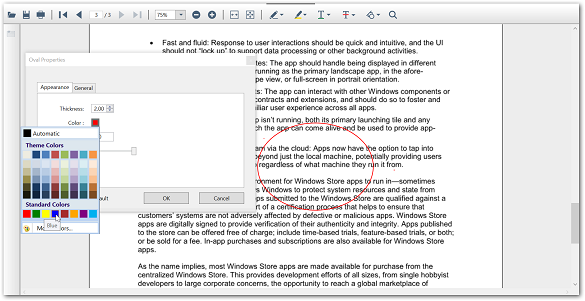 3 / 3
75%
• Fast and fluid: Response to user interactions should be quick and intuitive, and the UI
should not "lock up" to support data processing or other background activities.
Oval Properties
tes: The app should handle being displayed in different
running as the primary landscape app, in the afore-
pe view, or full-screen in portrait orientation.
Appearance
General
ts: The app can interact with other Windows components or
contracts and extensions, and should do so to foster and
miliar user experience across all apps.
Thickness:
2.00
Color :
p isn't running, both its primary launching tile and any
ch the app can come alive and be used to provide app-
Automatic
Theme Colors
am via the cloud: Apps now have the option to tap into
beyond just the local machine, potentially providing users
regardless of what machine they run it from.
ronment for Windows Store apps to run in—sometimes
s Windows to protect system resources and state from
ault
OK
Cancel
ps submitted to the Windows Store are qualified against a
Standard Colors
rt of a certification process that helps to ensure that
customers' systems are not adversely affected by defective or malicious apps. Windows Store
Blue
apps are digitally signed to provide verification of their authenticity and integrity. Apps published
to the store can be offered free of charge; include time-based trials, feature-based trials, or both;
or be sold for a fee. In-app purchases and subscriptions are also available for Windows Store
apps.
As the name implies, most Windows Store apps are made available for purchase from the
centralized Windows Store. This provides development efforts of all sizes, from single hobbyist
developers to large corporate concerns, the opportunity to reach a global marketplace of